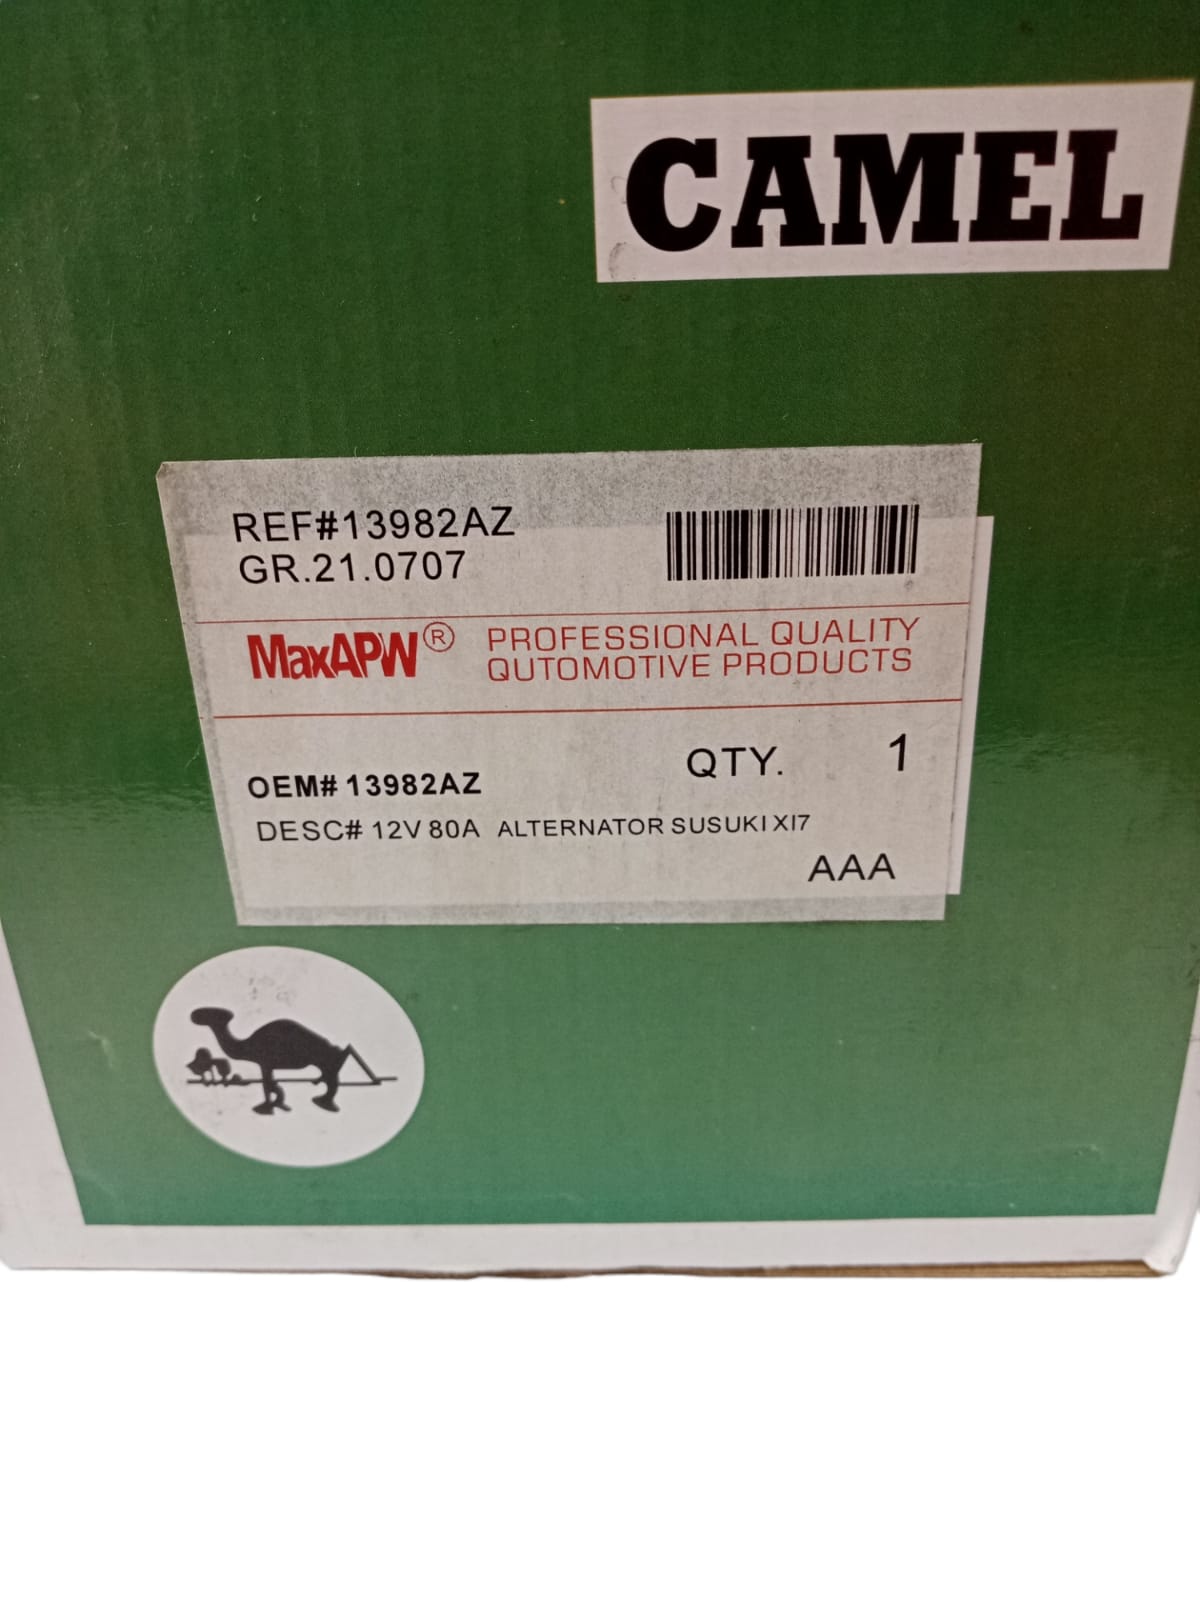 CAMEL
REF#13982AZ
GR.21.0707
MaxAPW®
PROFESSIONAL QUALITY
QUTOMOTIVE PRODUCTS
QTY. 1
OEM# 13982AZ
DESC# 12V 80A ALTERNATOR SUSUKI XI7
AAA